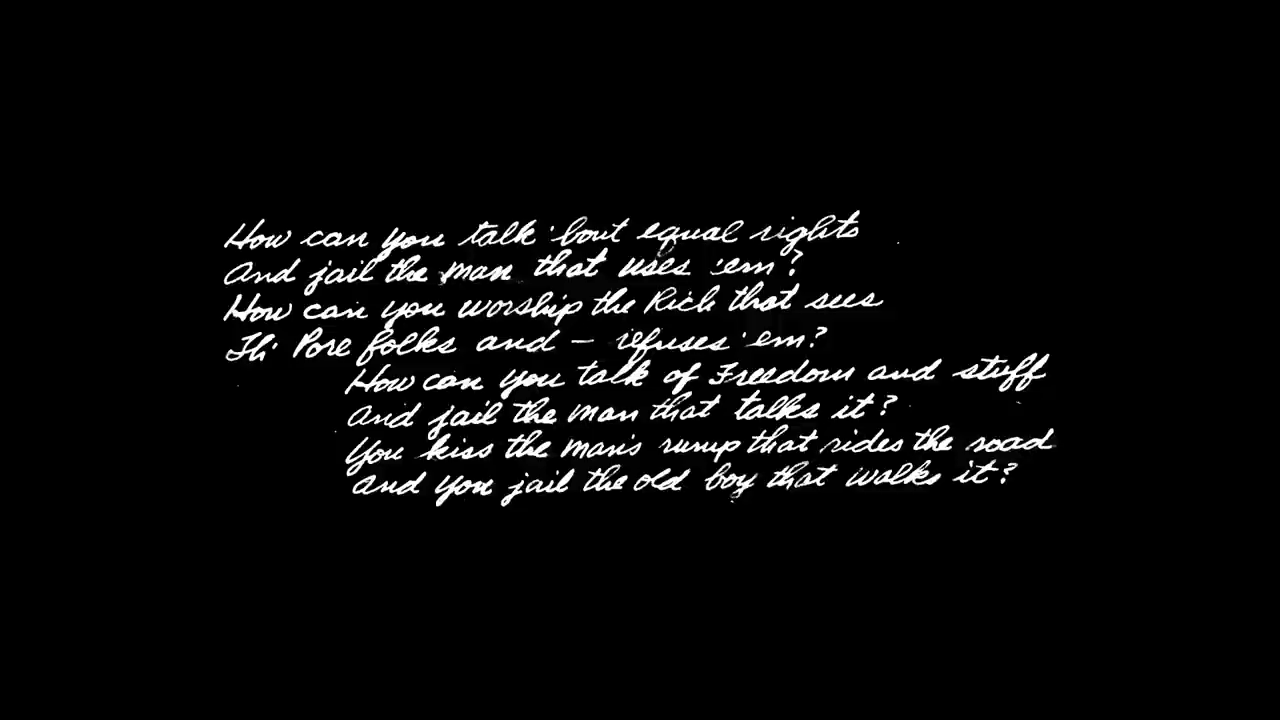 How can you talk 'bout equal rights
And jail the man that uses 'em?
How can you worship the Rich that sees
Th' Pore folks and — refuses 'em?
How can you talk of Freedom and stuff
And jail the man that talks it?
You kiss the man's rump that rides the road
And you jail the old boy that walks it?